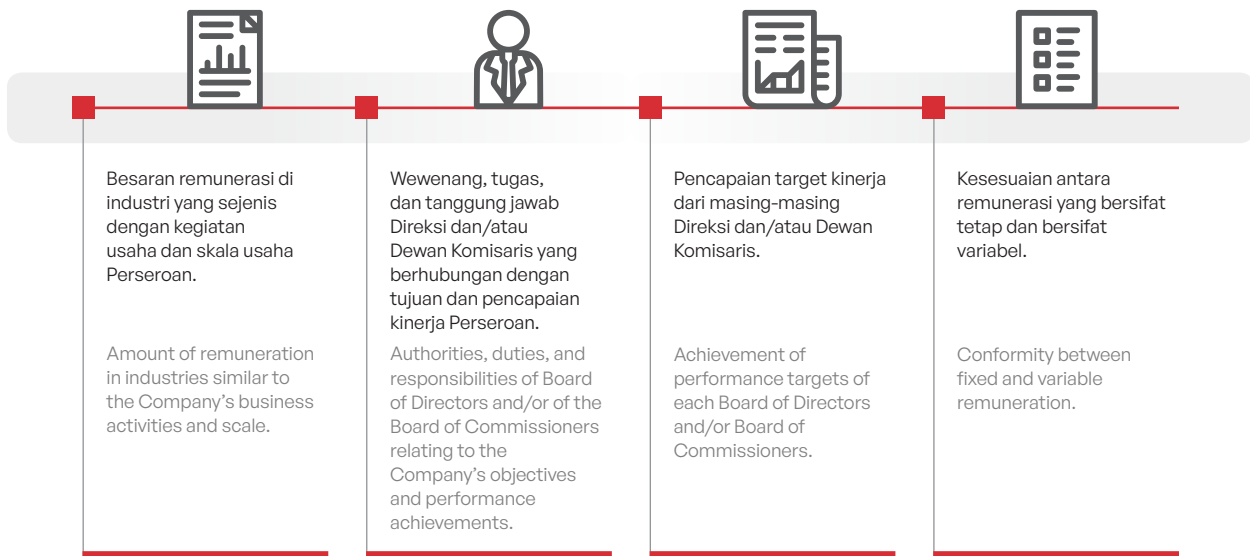 Besaran remunerasi di
industri yang sejenis
dengan kegiatan
usaha dan skala usaha
Perseroan.
Amount of remuneration
in industries similar to
the Company's business
activities and scale.
Wewenang, tugas,
dan tanggung jawab
Direksi dan/atau
Dewan Komisaris yang
berhubungan dengan
tujuan dan pencapaian
kinerja Perseroan.
Authorities, duties, and
responsibilities of Board
of Directors and/or of the
Board of Commissioners
relating to the
Company's objectives
and performance
achievements.
Pencapaian target kinerja
dari masing-masing
Direksi dan/atau Dewan
Komisaris.
Achievement of
performance targets of
each Board of Directors
and/or Board of
Commissioners.
Kesesuaian antara
remunerasi yang bersifat
tetap dan bersifat
variabel.
Conformity between
fixed and variable
remuneration.